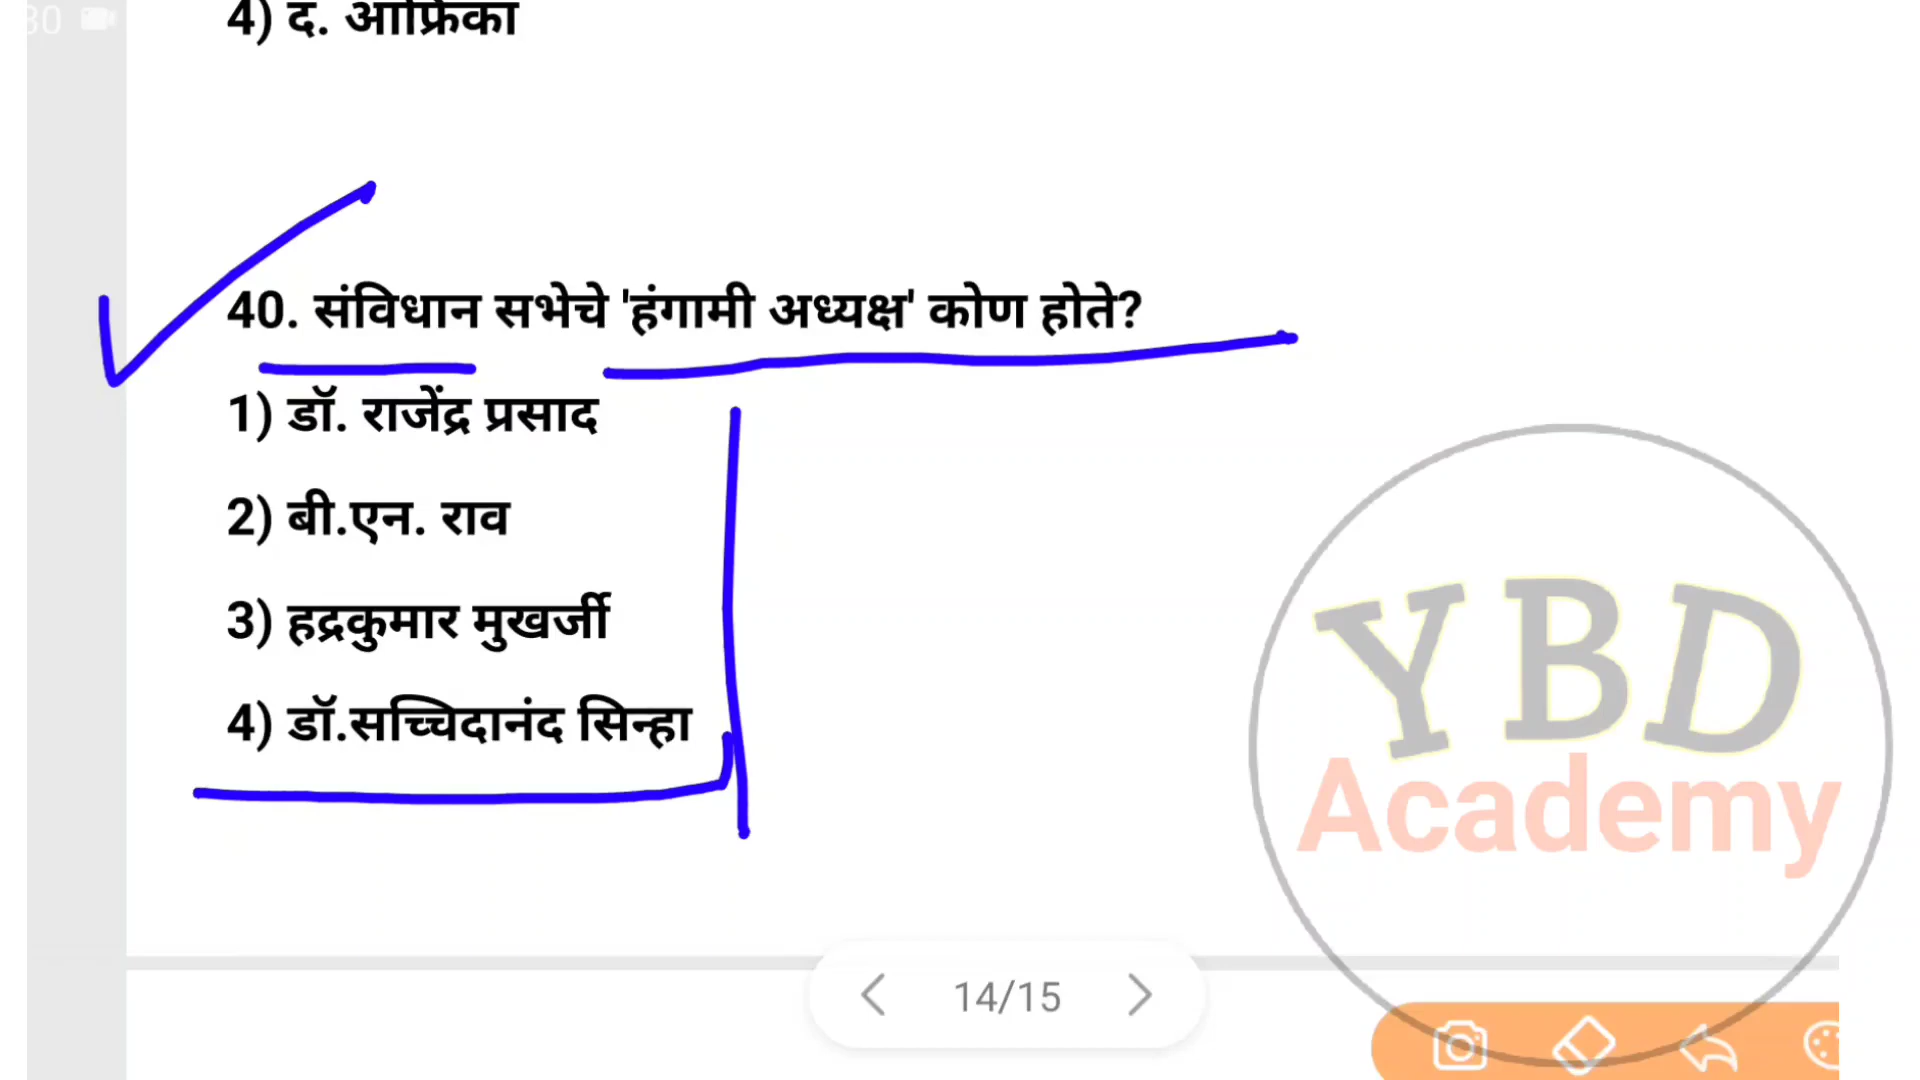 30
4) द. आफ्रिका
40. संविधान सभेचे 'हंगामी अध्यक्ष' कोण होते?
1) डॉ. राजेंद्र प्रसाद
2) बी.एन. राव
3) हद्रकुमार मुखर्जी
4) डॉ.सच्चिदानंद सिन्हा
YBD
Academy
14/15